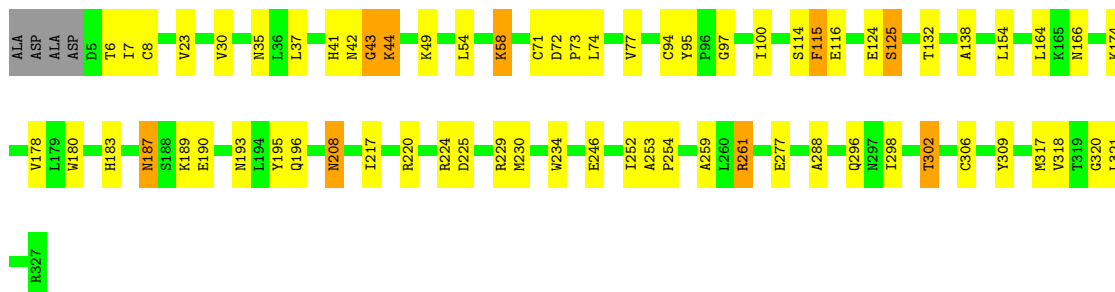 ALA ASP ALA ASP D5 T6 I7 C8 V23 V30 N35 L36 L37 H41 N42 G43 K44 K49 L54 K58 C71 D72 P73 L74 V77 C94 Y95 P96 G97 I100 S114 F115 E116 E124 S125 T132 A138 L154 L164 K165 N166 K174
V178 L179 W180 H183 N187 S188 K189 E190 N193 L194 Y195 Q196 N208 I217 R220 R224 D225 R229 M230 W234 E246 I252 A253 P254 A259 L260 R261 E277 A288 Q296 N297 I298 T302 C306 Y309 M317 V318 T319 G320
R327